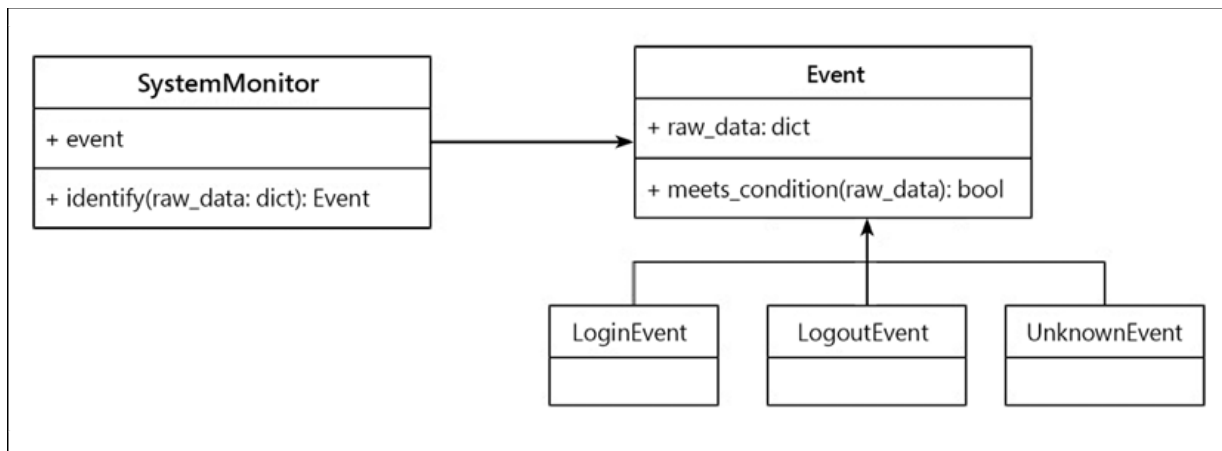 SystemMonitor
+ event
+ identify(raw_data: dict): Event
Event
+ raw_data: dict
+ meets_condition(raw_data): bool
LoginEvent
LogoutEvent
UnknownEvent